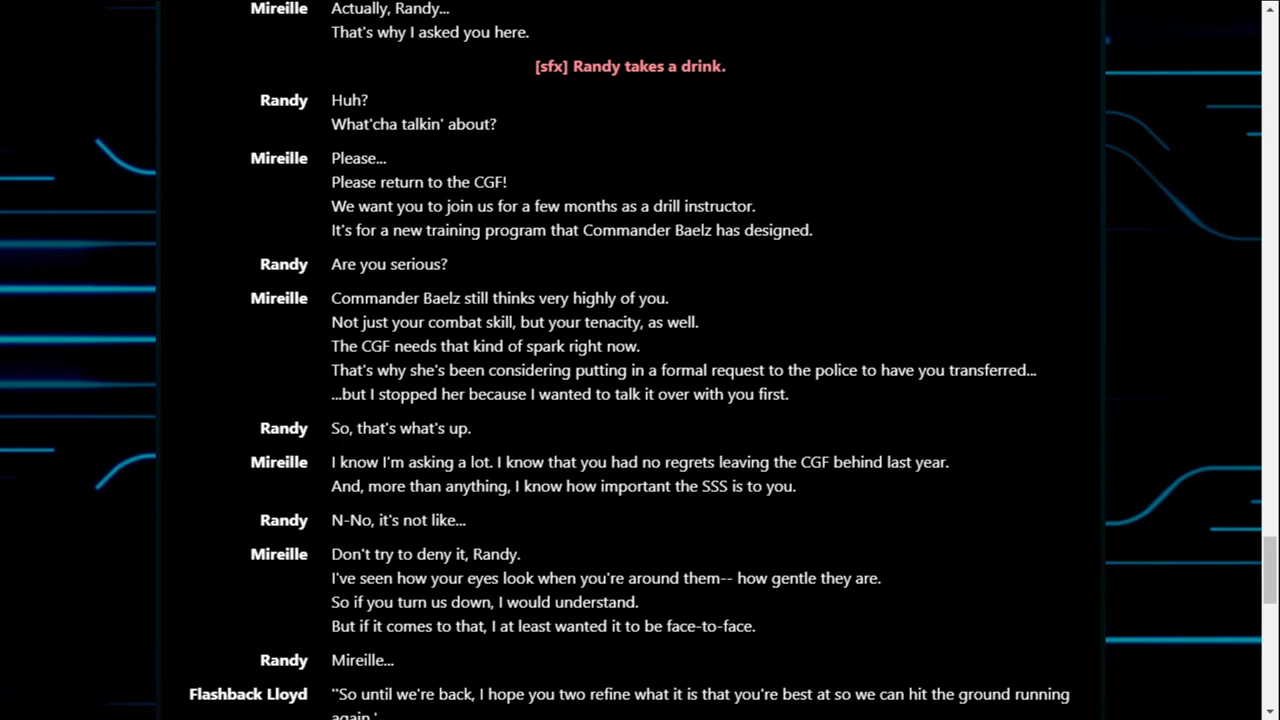 Mireille Actually, Randy...
That's why I asked you here.
[sfx] Randy takes a drink.
Randy Huh?
What'cha talkin' about?
Mireille Please...
Please return to the CGF!
We want you to join us for a few months as a drill instructor.
It's for a new training program that Commander Baelz has designed.
Randy Are you serious?
Mireille Commander Baelz still thinks very highly of you.
Not just your combat skill, but your tenacity, as well.
The CGF needs that kind of spark right now.
That's why she's been considering putting in a formal request to the police to have you transferred...
...but I stopped her because I wanted to talk it over with you first.
Randy So, that's what's up.
Mireille I know I'm asking a lot. I know that you had no regrets leaving the CGF behind last year.
And, more than anything, I know how important the SSS is to you.
Randy N-No, it's not like...
Mireille Don't try to deny it, Randy.
I've seen how your eyes look when you're around them-- how gentle they are.
So if you turn us down, I would understand.
But if it comes to that, I at least wanted it to be face-to-face.
Randy Mireille...
Flashback Lloyd "So until we're back, I hope you two refine what it is that you're best at so we can hit the ground running
again.'